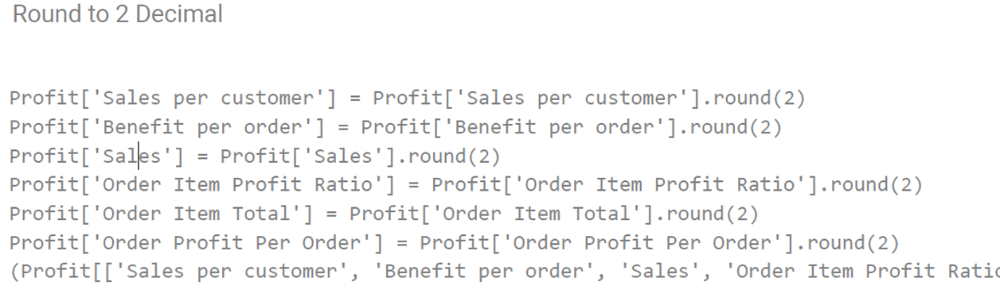 Round to 2 Decimal
Profit['Sales per customer'] = Profit['Sales per customer'].round(2)
Profit['Benefit per order'] = Profit['Benefit per order'].round(2)
Profit['Sales'] = Profit['Sales'].round(2)
Profit['Order Item Profit Ratio'] = Profit['Order Item Profit Ratio'].round(2)
Profit['Order Item Total'] = Profit['Order Item Total'].round(2)
Profit['Order Profit Per Order'] = Profit['Order Profit Per Order'].round(2)
(Profit[['Sales per customer', 'Benefit per order', 'Sales', 'Order Item Profit